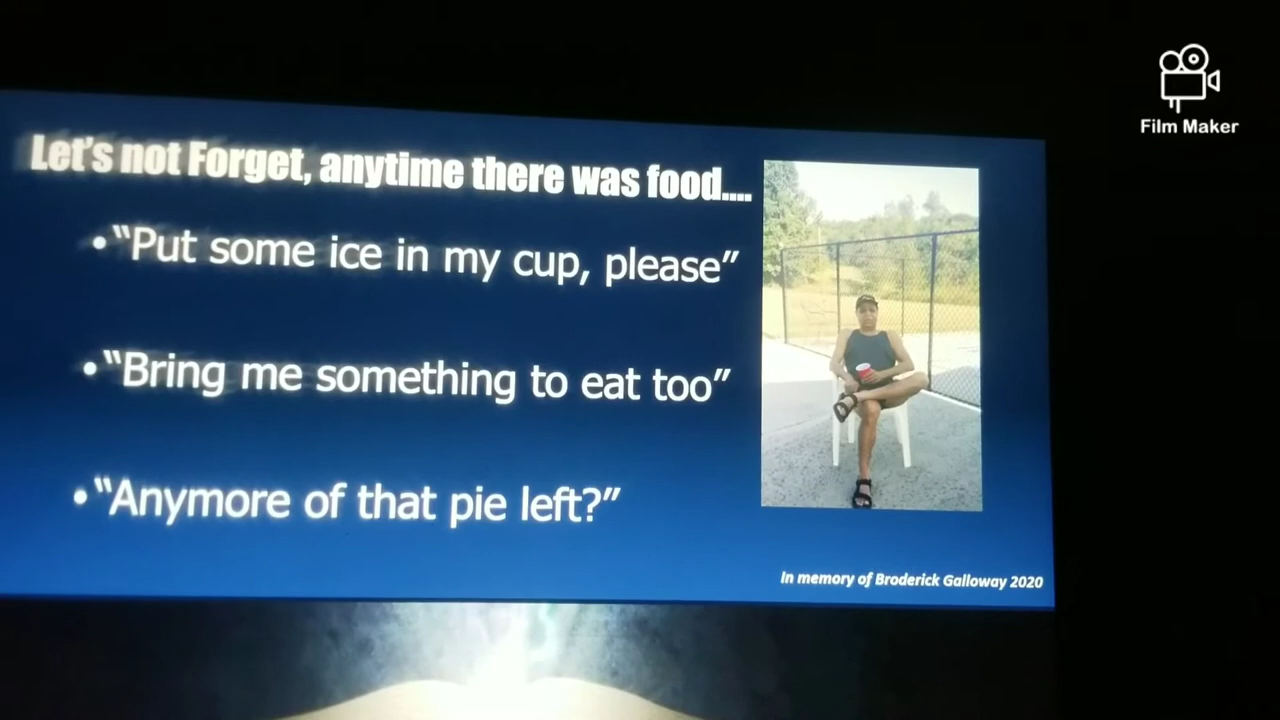 Film Maker
Let's not Forget, anytime there was food....
•"Put some ice in my cup, please"
•"Bring me something to eat too"
•"Anymore of that pie left?"
In memory of Broderick Galloway 2020